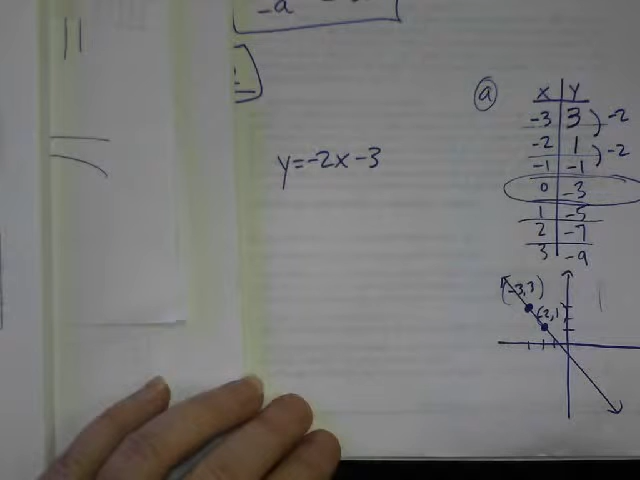 -a
y=-2x-3
a
x y
-3 3
-2
-2 1
-2
-1 -1
0 -3
1 -5
2 -7
3 -9
(-3,3)
(2,1)